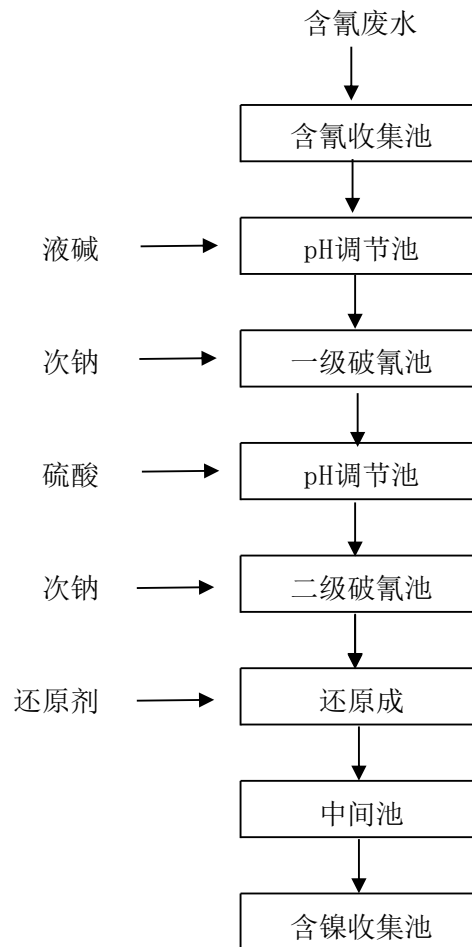 含氰废水
含氰收集池
液碱
pH调节池
次钠
一级破氰池
硫酸
pH调节池
次钠
二级破氰池
还原剂
还原成
中间池
含镍收集池